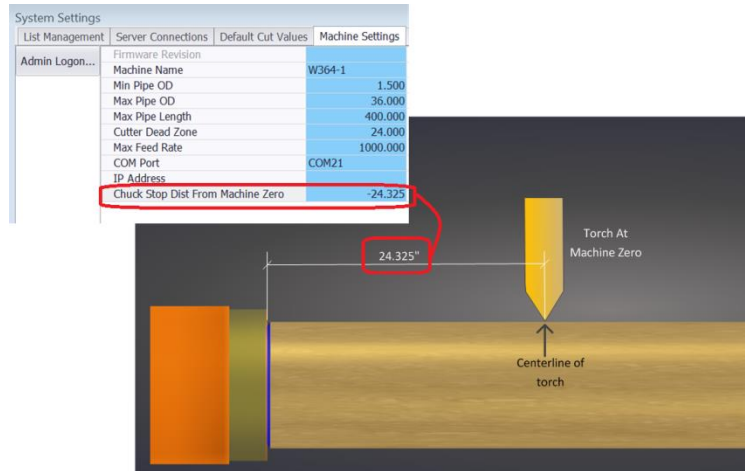 System Settings
List Management Server Connections Default Cut Values Machine Settings
Admin Logon...
Firmware Revision
Machine Name W364-1
Min Pipe OD 1.500
Max Pipe OD 36.000
Max Pipe Length 400.000
Cutter Dead Zone 24.000
Max Feed Rate 1000.000
COM Port COM21
IP Address
Chuck Stop Dist From Machine Zero -24.325
24.325"
Torch At
Machine Zero
Centerline of
torch